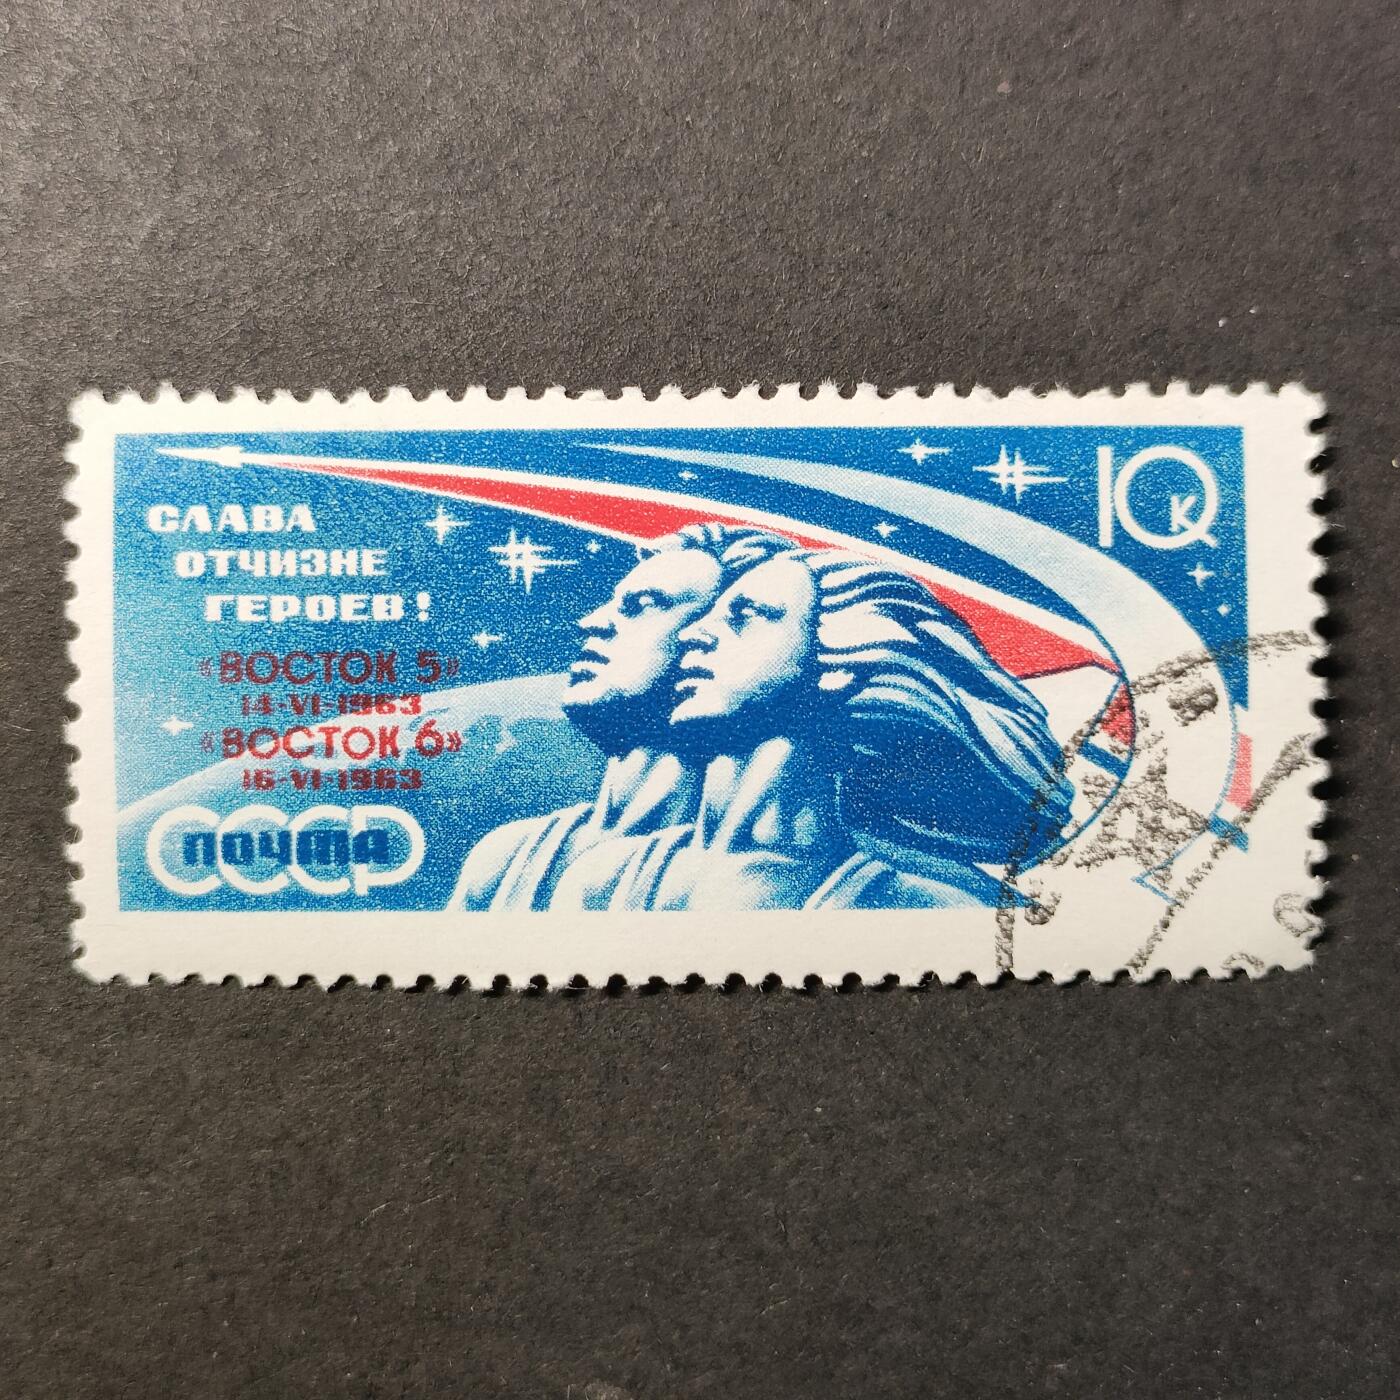 10к
СЛАВА
ОТЧИЗНЕ
ГЕРОЕВ!
«ВОСТОК 5»
14-VI-1963
«ВОСТОК 6»
16-VI-1963
СССР
почта